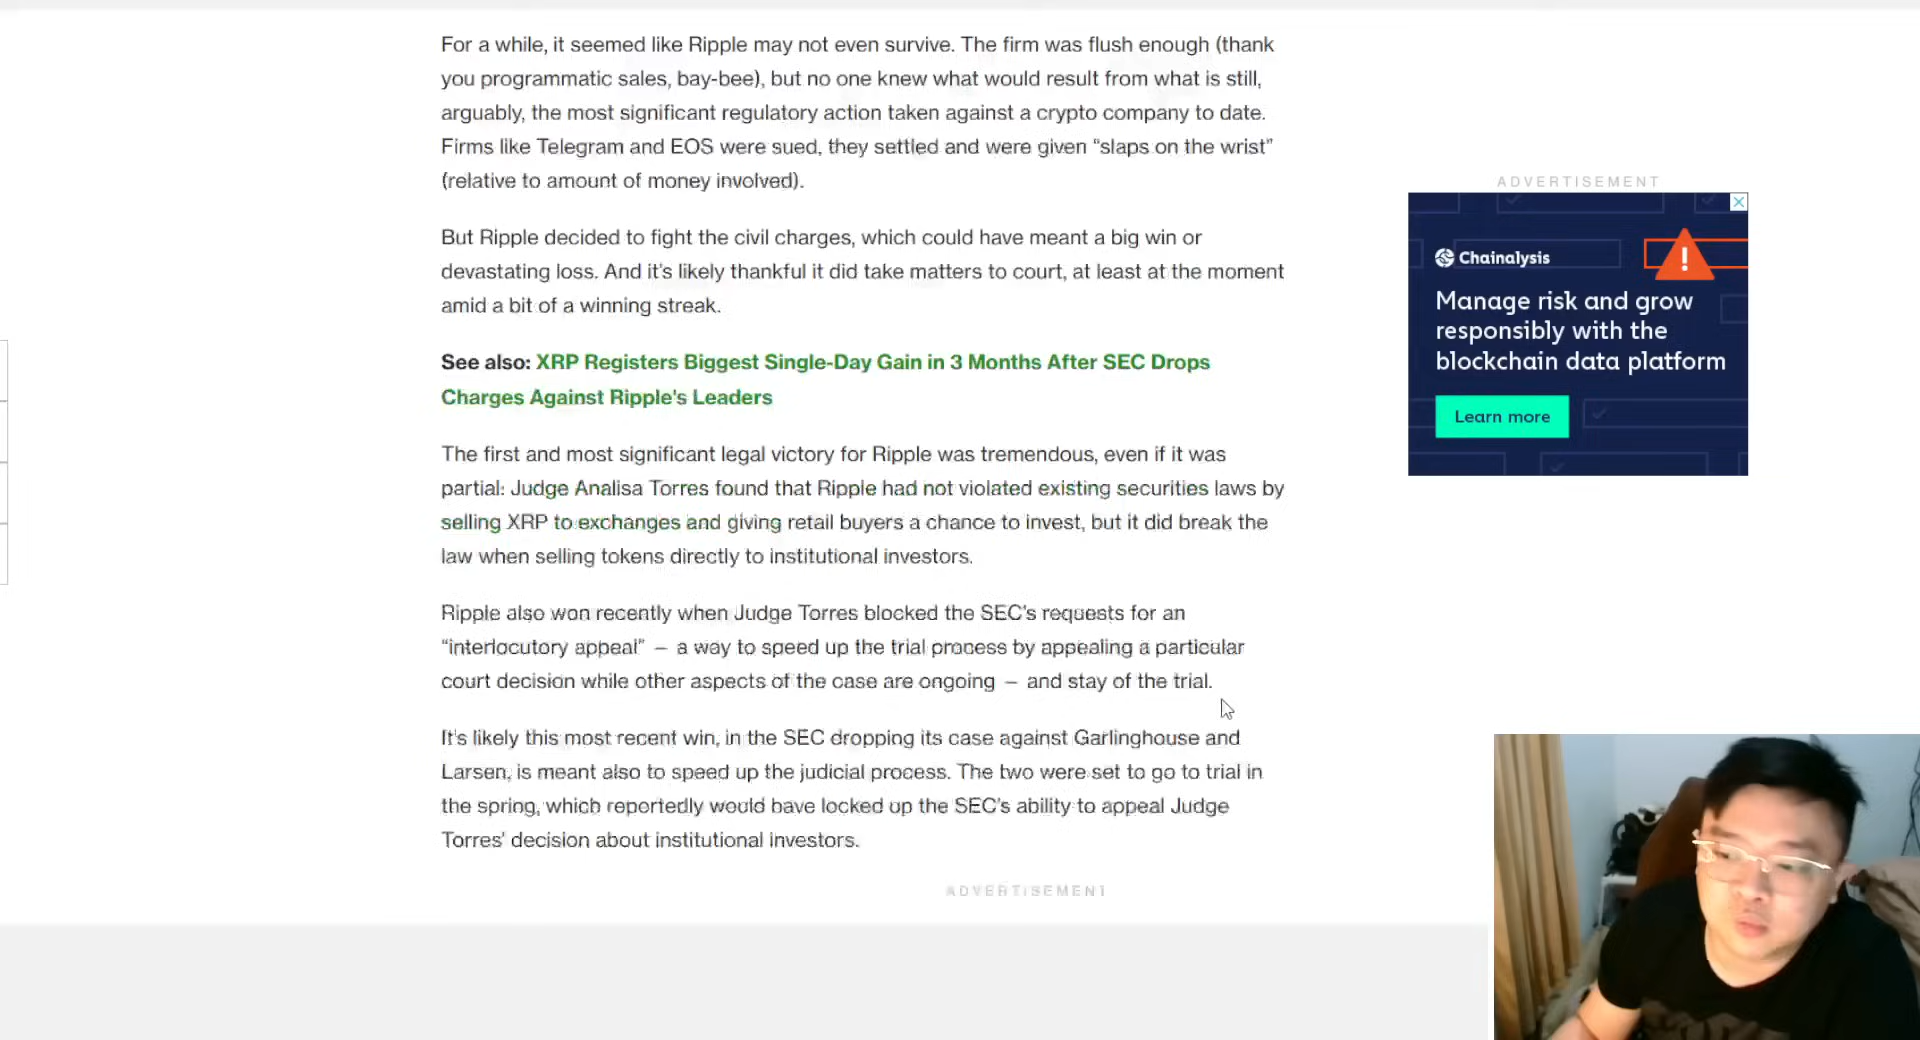 For a while, it seemed like Ripple may not even survive. The firm was flush enough (thank
you programmatic sales, bay-bee), but no one knew what would result from what is still,
arguably, the most significant regulatory action taken against a crypto company to date.
Firms like Telegram and EOS were sued, they settled and were given “slaps on the wrist”
(relative to amount of money involved).
But Ripple decided to fight the civil charges, which could have meant a big win or
devastating loss. And it’s likely thankful it did take matters to court, at least at the moment
amid a bit of a winning streak.
See also: XRP Registers Biggest Single-Day Gain in 3 Months After SEC Drops
Charges Against Ripple's Leaders
The first and most significant legal victory for Ripple was tremendous, even if it was
partial: Judge Analisa Torres found that Ripple had not violated existing securities laws by
selling XRP to exchanges and giving retail buyers a chance to invest, but it did break the
law when selling tokens directly to institutional investors.
Ripple also won recently when Judge Torres blocked the SEC’s requests for an
“interlocutory appeal” — a way to speed up the trial process by appealing a particular
court decision while other aspects of the case are ongoing — and stay of the trial.
It’s likely this most recent win, in the SEC dropping its case against Garlinghouse and
Larsen, is meant also to speed up the judicial process. The two were set to go to trial in
the spring, which reportedly would have locked up the SEC’s ability to appeal Judge
Torres’ decision about institutional investors.
ADVERTISEMENT
ADVERTISEMENT
Chainalysis
Manage risk and grow
responsibly with the
blockchain data platform
Learn more